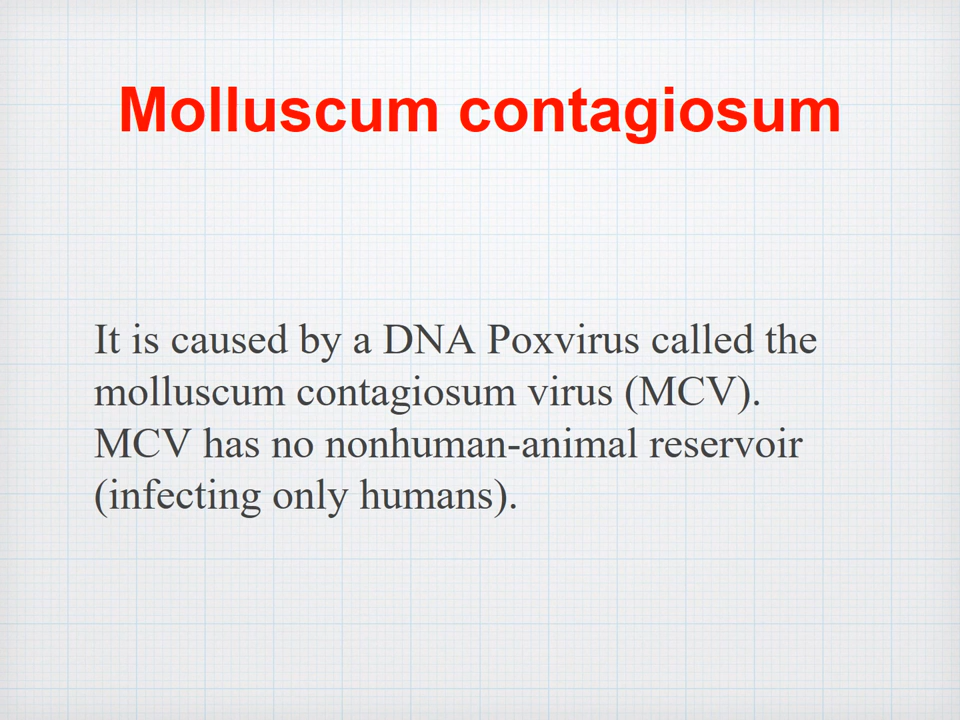 Molluscum contagiosum
It is caused by a DNA Poxvirus called the
molluscum contagiosum virus (MCV).
MCV has no nonhuman-animal reservoir
(infecting only humans).